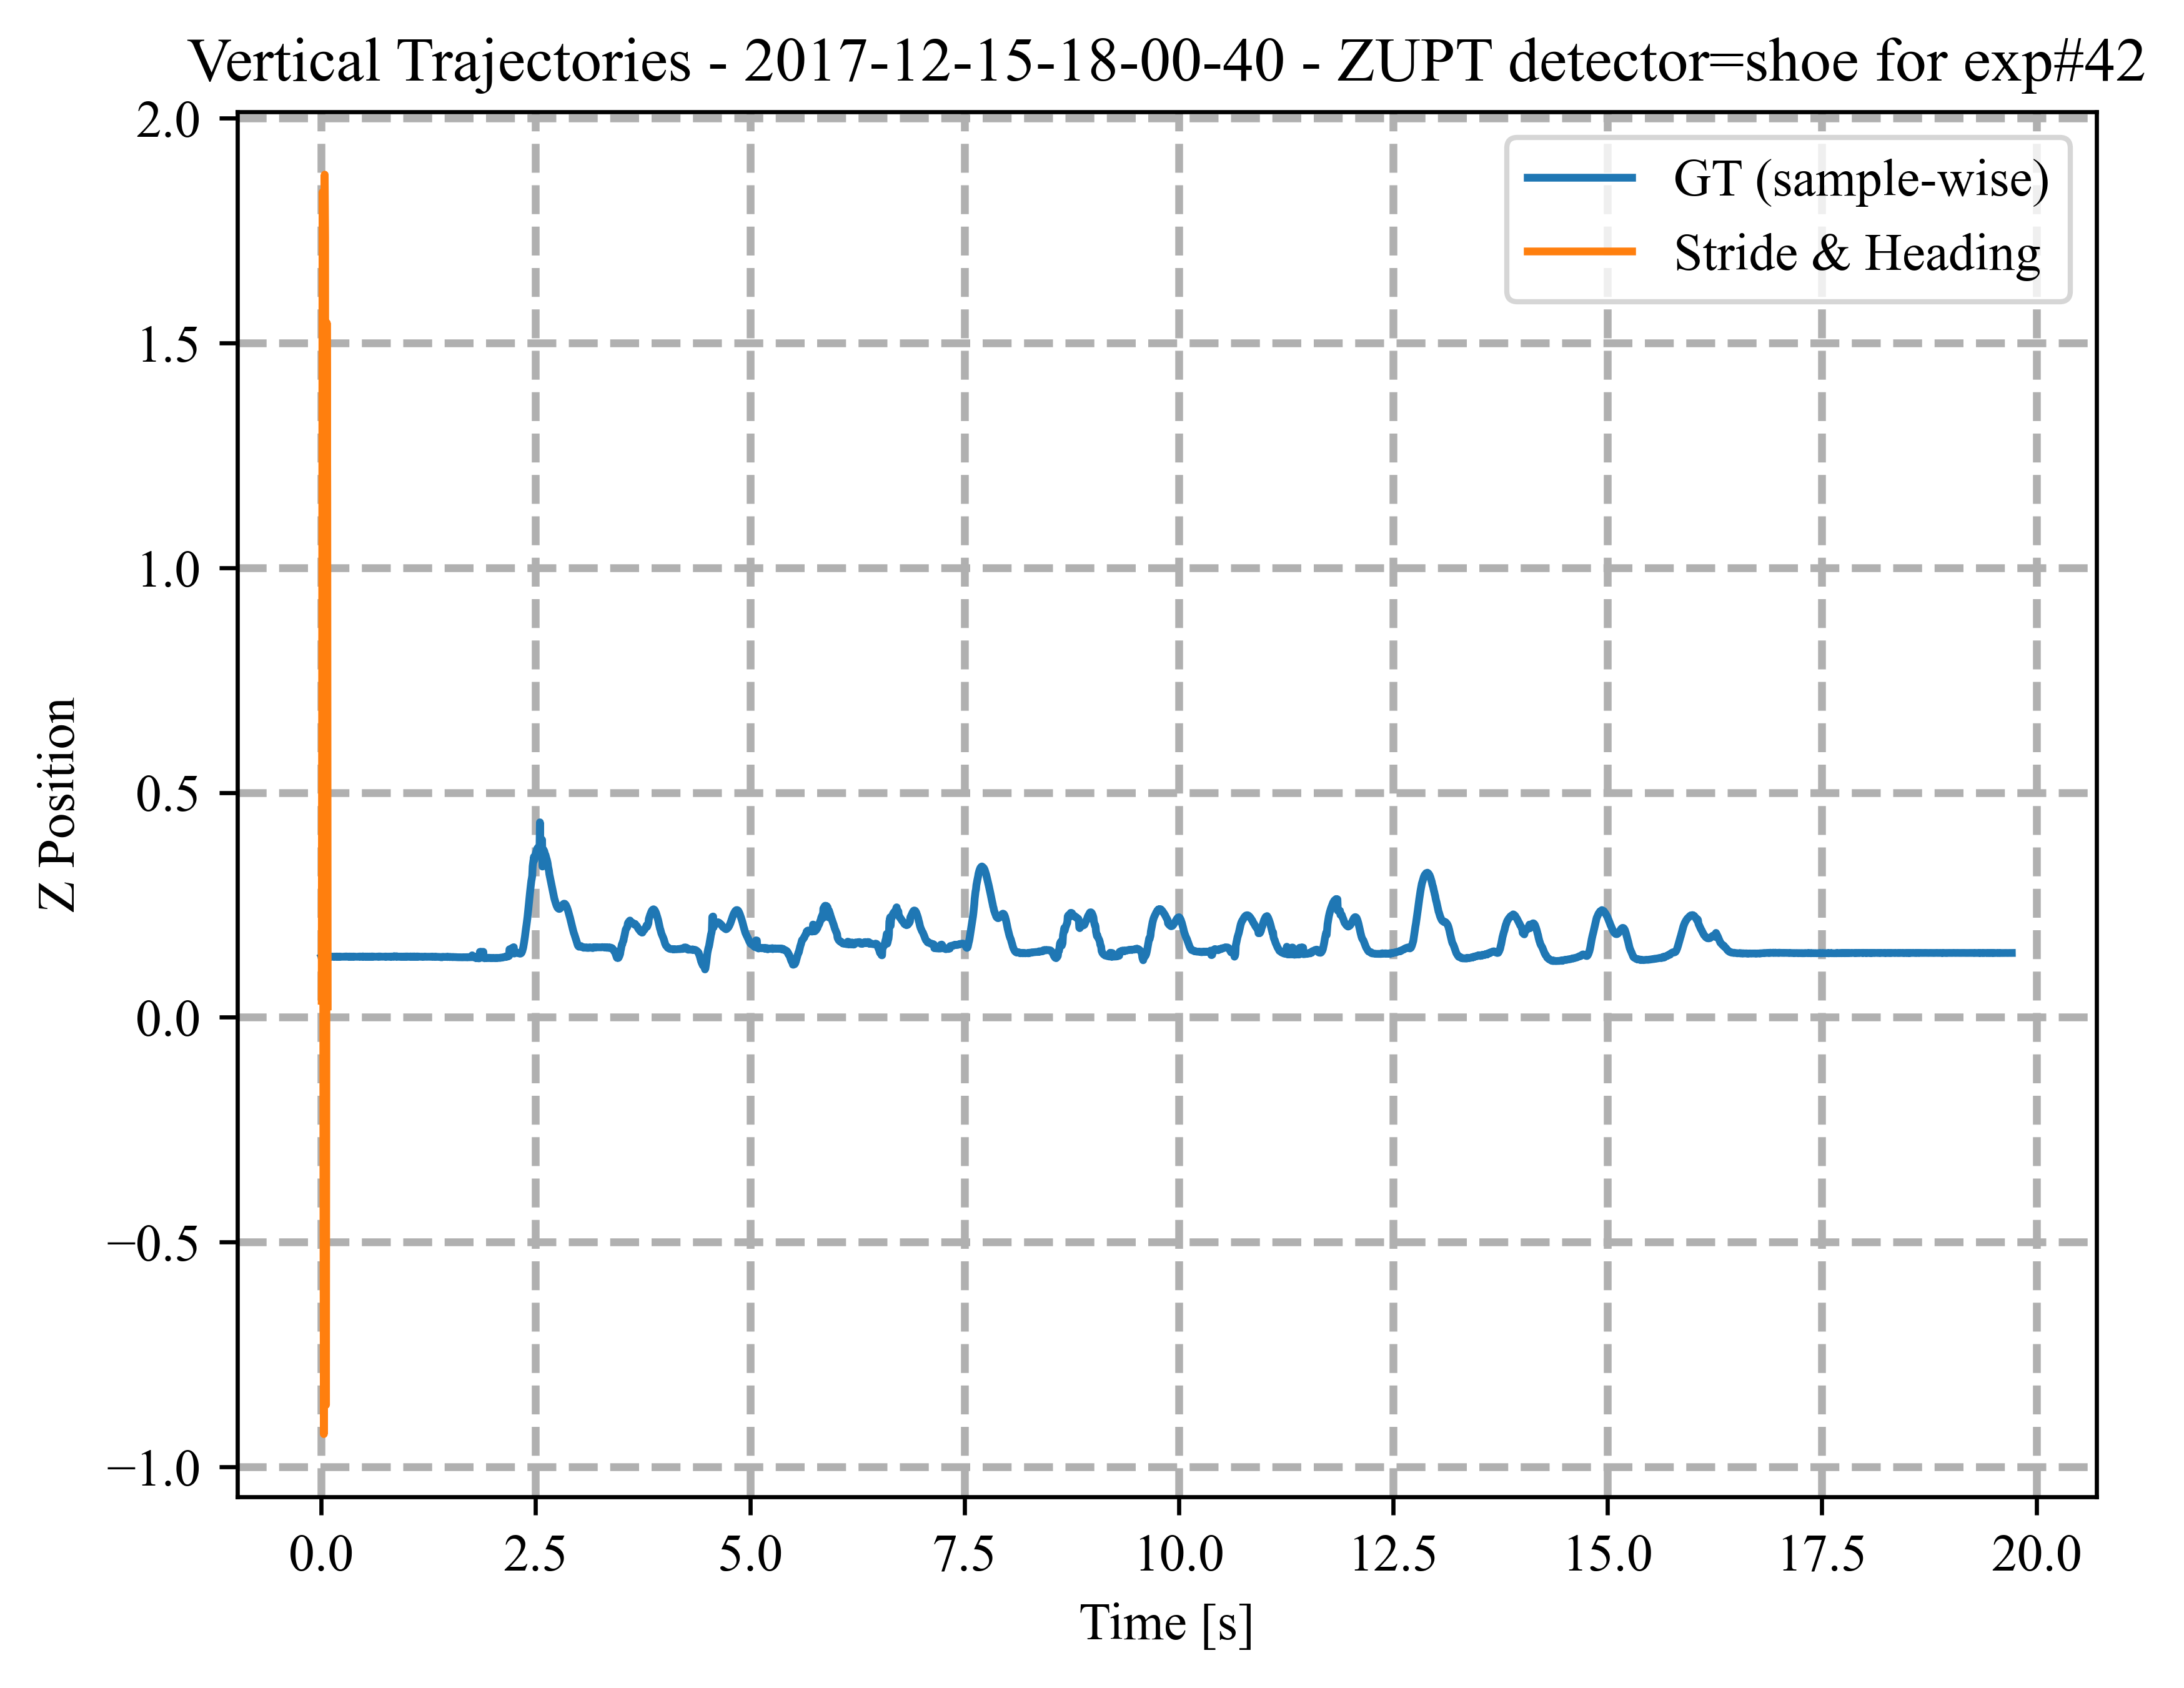 Vertical Trajectories - 2017-12-15-18-00-40 - ZUPT detector=shoe for exp#42
GT (sample-wise)
Stride & Heading
Z Position
2.0
1.5
1.0
0.5
0.0
−0.5
−1.0
0.0 2.5 5.0 7.5 10.0 12.5 15.0 17.5 20.0
Time [s]